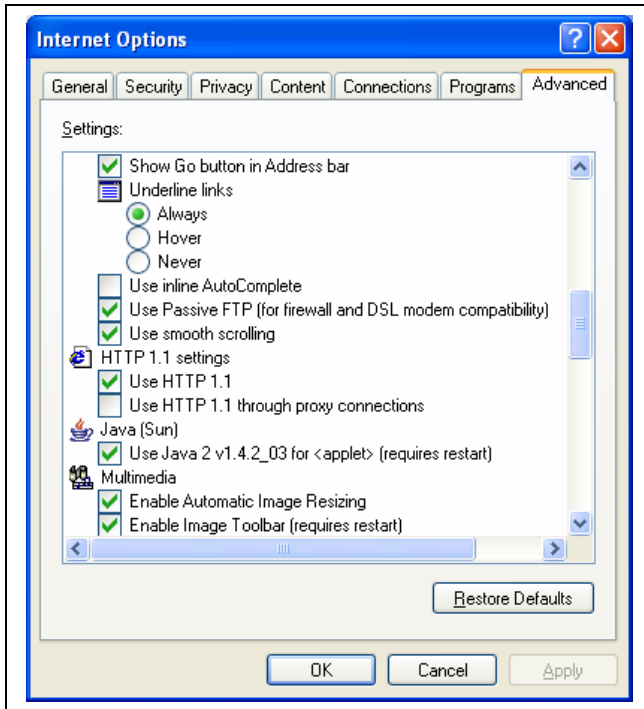 Internet Options
General Security Privacy Content Connections Programs Advanced
Settings:
Show Go button in Address bar
Underline links
Always
Hover
Never
Use inline AutoComplete
Use Passive FTP (for firewall and DSL modem compatibility)
Use smooth scrolling
HTTP 1.1 settings
Use HTTP 1.1
Use HTTP 1.1 through proxy connections
Java (Sun)
Use Java 2 v1.4.2_03 for <applet> (requires restart)
Multimedia
Enable Automatic Image Resizing
Enable Image Toolbar (requires restart)
Restore Defaults
OK Cancel Apply